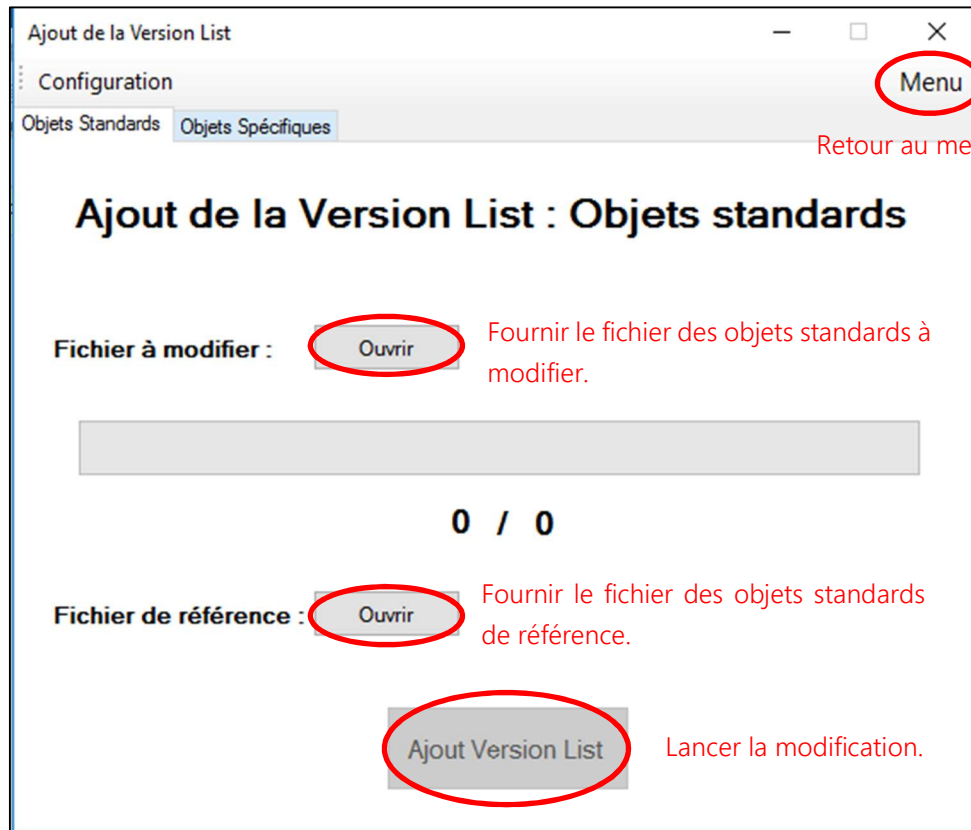 Ajout de la Version List
Configuration
Menu
Objets Standards Objets Spécifiques
Retour au me
Ajout de la Version List : Objets standards
Fichier à modifier :
Ouvrir
Fournir le fichier des objets standards à
modifier.
0 / 0
Fichier de référence :
Ouvrir
Fournir le fichier des objets standards
de référence.
Ajout Version List
Lancer la modification.